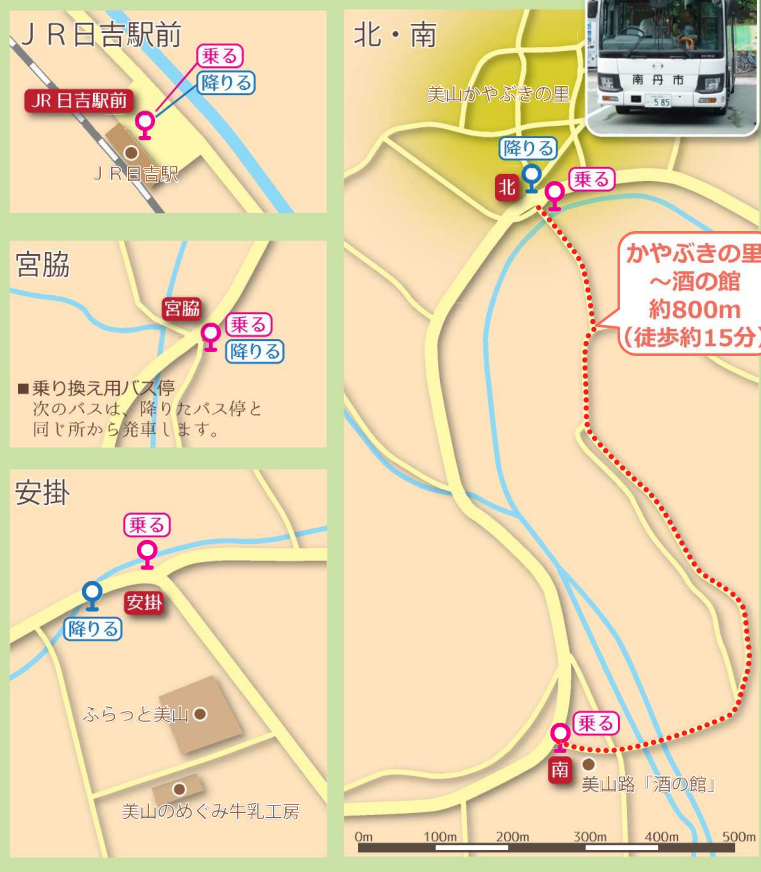 JR日吉駅前
乗る
降りる
JR日吉駅前
JR日吉駅
宮脇
宮脇
乗る
降りる
■乗り換え用バス停
次のバスは、降りたバス停と
同じ所から発車します。
安掛
乗る
安掛
降りる
ふらっと美山
美山のめぐみ牛乳工房
北・南
南丹市
585
美山かやぶきの里
降りる
北
乗る
かやぶきの里
〜酒の館
約800m
(徒歩約15分)
乗る
南
美山路「酒の館」
0m 100m 200m 300m 400m 500m